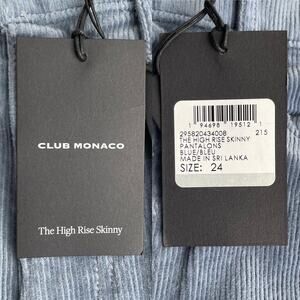 CLUB MONACO
The High Rise Skinny
1 94698 19512 1
295820434008 215
THE HIGH RISE SKINNY
PANTALONS
BLUE/BLEU
MADE IN SRI LANKA
SIZE: 24